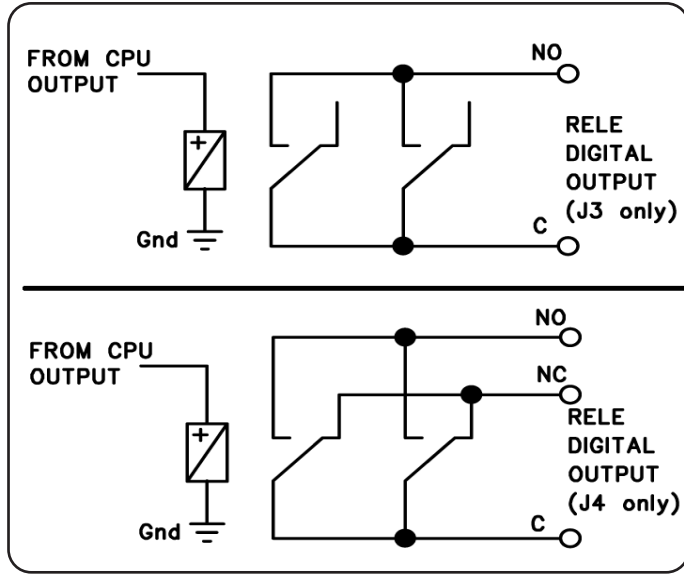 FROM CPU
OUTPUT
NO
+
Gnd
RELE
DIGITAL
OUTPUT
(J3 only)
C
FROM CPU
OUTPUT
NO
NC
+
Gnd
RELE
DIGITAL
OUTPUT
(J4 only)
C